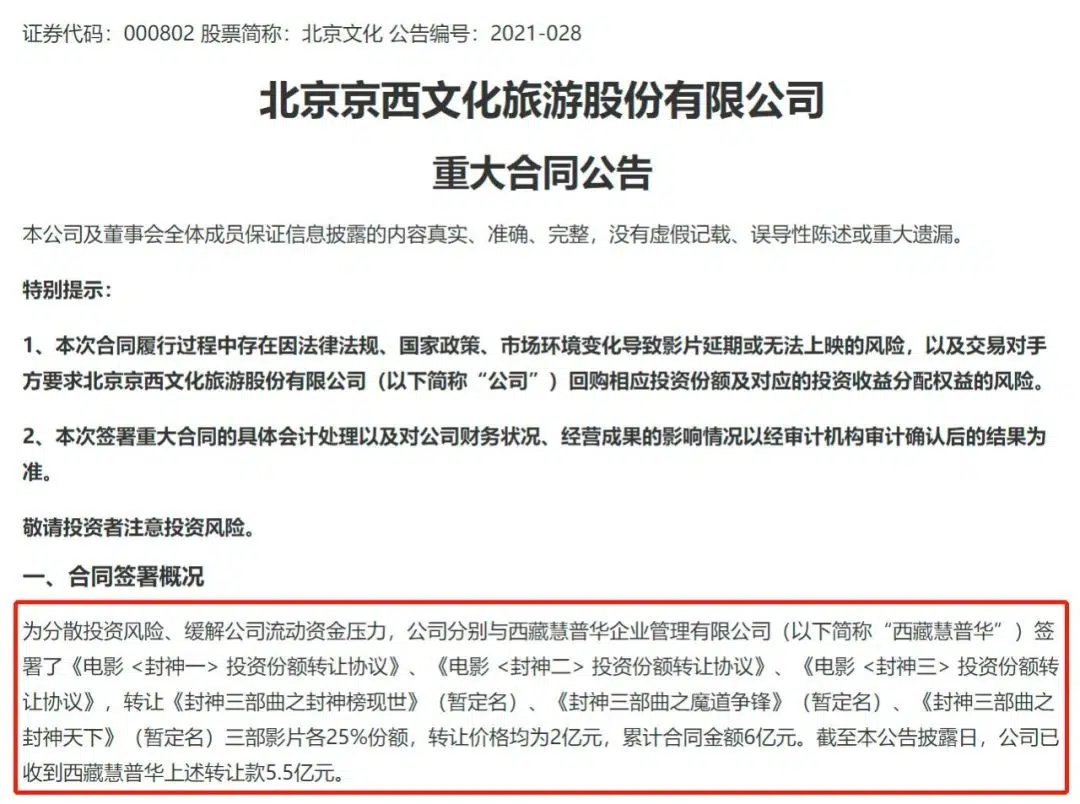 证券代码：000802 股票简称：北京文化 公告编号：2021-028
北京京西文化旅游股份有限公司
重大合同公告
本公司及董事会全体成员保证信息披露的内容真实、准确、完整，没有虚假记载、误导性陈述或重大遗漏。
特别提示：
1、本次合同履行过程中存在因法律法规、国家政策、市场环境变化导致影片延期或无法上映的风险，以及交易对手
方要求北京京西文化旅游股份有限公司（以下简称“公司”）回购相应投资份额及对应的投资收益分配权益的风险。
2、本次签署重大合同的具体会计处理以及对公司财务状况、经营成果的影响情况以经审计机构审计确认后的结果为
准。
敬请投资者注意投资风险。
一、合同签署概况
为分散投资风险、缓解公司流动资金压力，公司分别与西藏慧普华企业管理有限公司（以下简称“西藏慧普华”）签
署了《电影 <封神一> 投资份额转让协议》、《电影 <封神二> 投资份额转让协议》、《电影 <封神三> 投资份额转
让协议》，转让《封神三部曲之封神榜现世》（暂定名）、《封神三部曲之魔道争锋》（暂定名）、《封神三部曲之
封神天下》（暂定名）三部影片各25%份额，转让价格均为2亿元，累计合同金额6亿元。截至本公告披露日，公司已
收到西藏慧普华上述转让款5.5亿元。